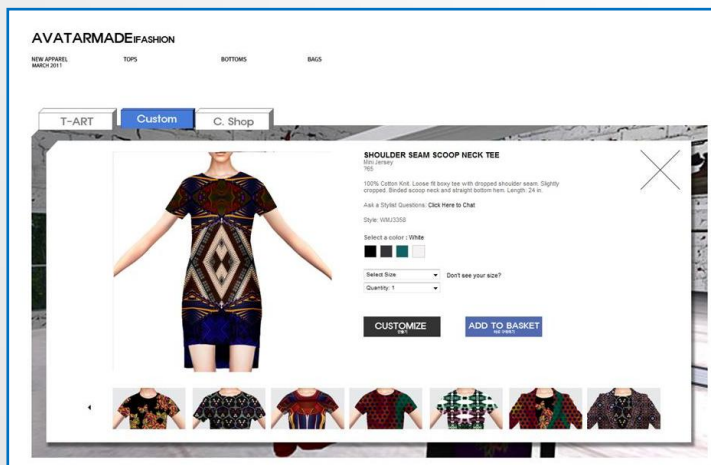 AVATARMADE IFASHION
NEW APPAREL
MARCH 2011
TOPS
BOTTOMS
BAGS
T-ART
Custom
C. Shop
SHOULDER SEAM SCOOP NECK TEE
Mini Jersey
?65
100% Cotton Knit. Loose fit boxy tee with dropped shoulder seam. Slightly
cropped. Binded scoop neck and straight bottom hem. Length: 24 in.
Ask a Stylist Questions: Click Here to Chat
Style: WMJ3358
Select a color : White
Select Size
Don't see your size?
Quantity: 1
CUSTOMIZE
ADD TO BASKET